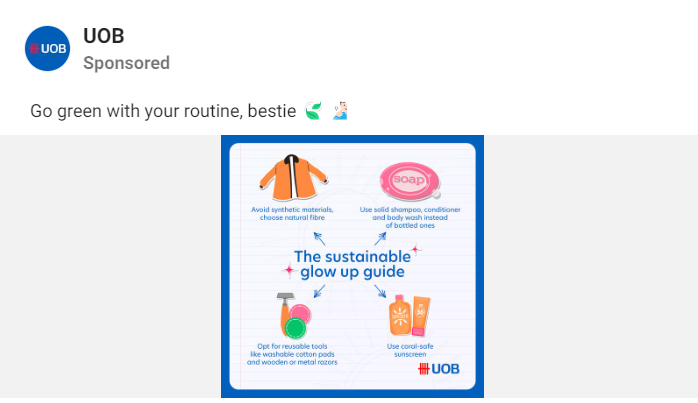 UOB
UOB
Sponsored
Go green with your routine, bestie
soap
Avoid synthetic materials,
choose natural fibre
Use solid shampoo, conditioner
and body wash instead
of bottled ones
The sustainable
glow up guide
Opt for reusable tools
like washable cotton pads
and wooden or metal razors
Use coral-safe
sunscreen
UOB